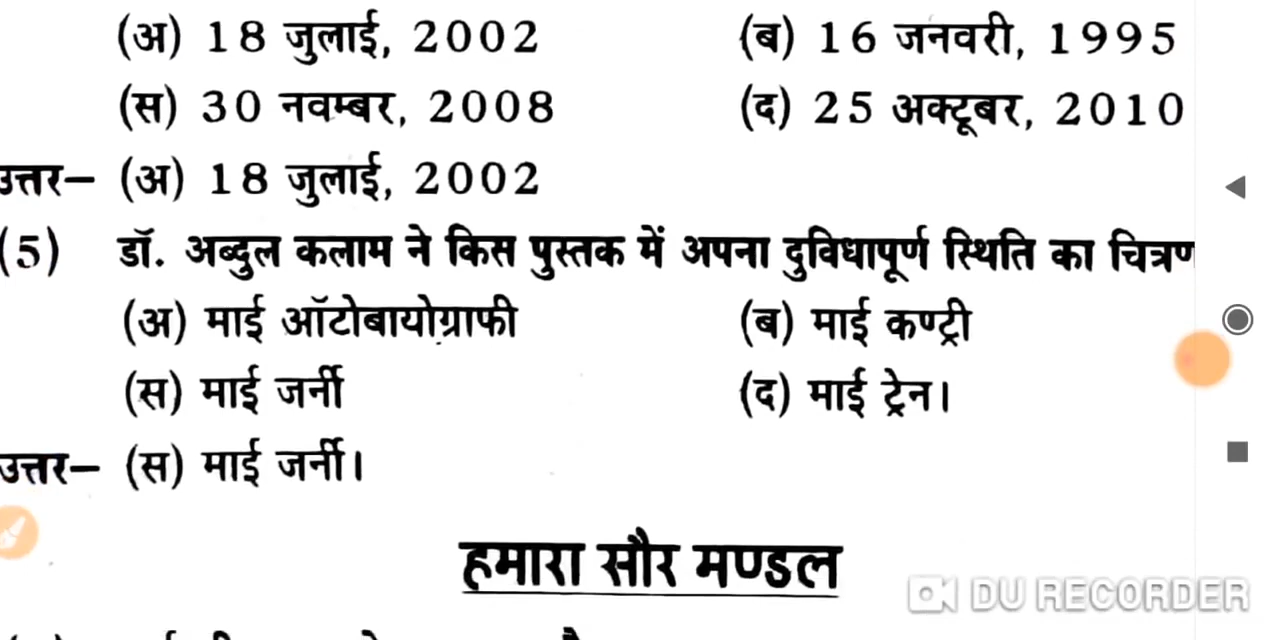 (अ) 18 जुलाई, 2002 (ब) 16 जनवरी, 1995
(स) 30 नवम्बर, 2008 (द) 25 अक्टूबर, 2010
उत्तर– (अ) 18 जुलाई, 2002
(5) डॉ. अब्दुल कलाम ने किस पुस्तक में अपना दुविधापूर्ण स्थिति का चित्रण
(अ) माई ऑटोबायोग्राफी (ब) माई कण्ट्री
(स) माई जर्नी (द) माई ट्रेन।
उत्तर– (स) माई जर्नी।
हमारा सौर मण्डल
DU RECORDER